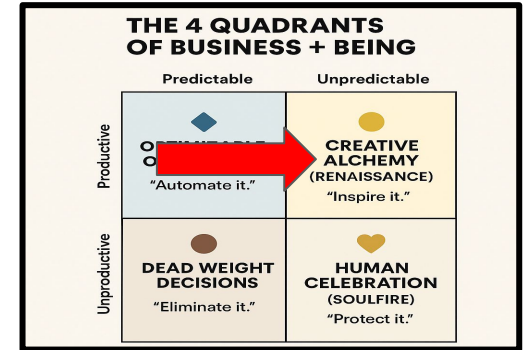 THE 4 QUADRANTS
OF BUSINESS + BEING
Predictable
Unpredictable
Productive
"Automate it."
CREATIVE
ALCHEMY
(RENAISSANCE)
"Inspire it."
Unproductive
DEAD WEIGHT
DECISIONS
"Eliminate it."
HUMAN
CELEBRATION
(SOULFIRE)
"Protect it."